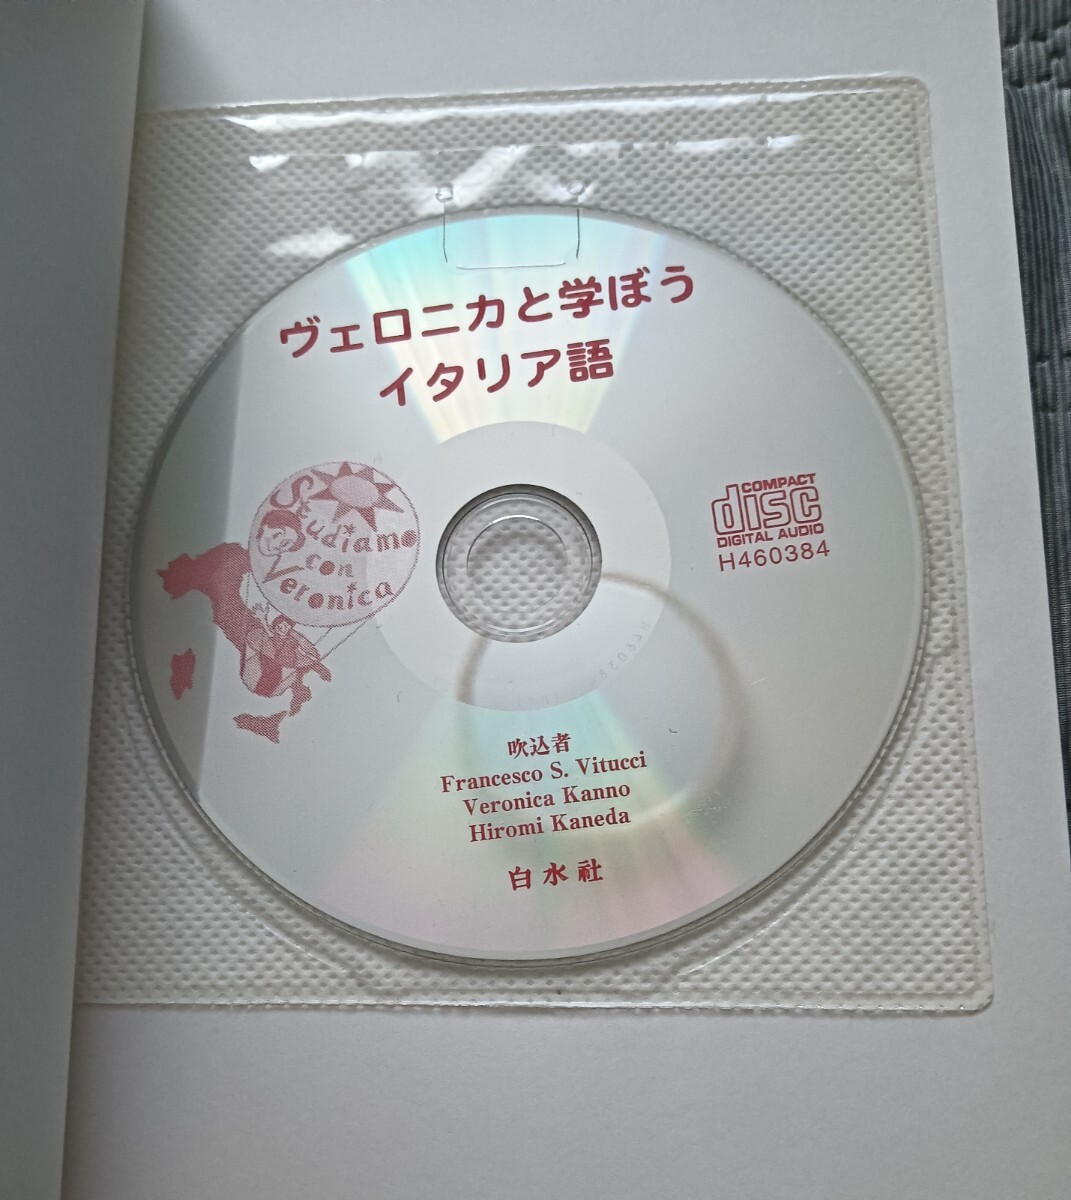 ヴェロニカと学ぼう
イタリア語
Studiamo
con
Veronica
COMPACT
disc
DIGITAL AUDIO
H460384
吹込者
Francesco S. Vitucci
Veronica Kanno
Hiromi Kaneda
白水社